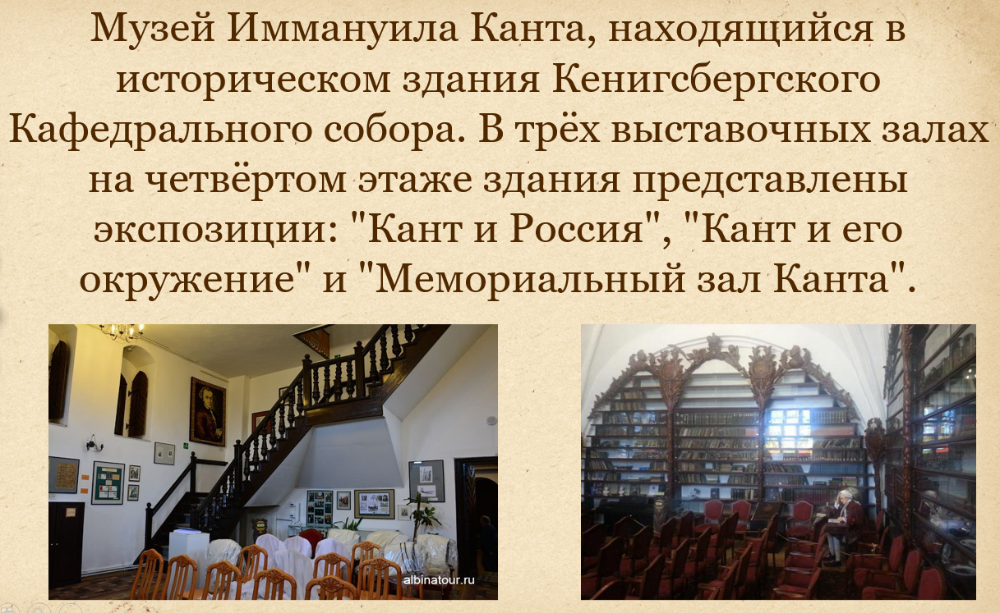 Музей Иммануила Канта, находящийся в
историческом здания Кенигсбергского
Кафедрального собора. В трёх выставочных залах
на четвёртом этаже здания представлены
экспозиции: "Кант и Россия", "Кант и его
окружение" и "Мемориальный зал Канта".
albinatour.ru